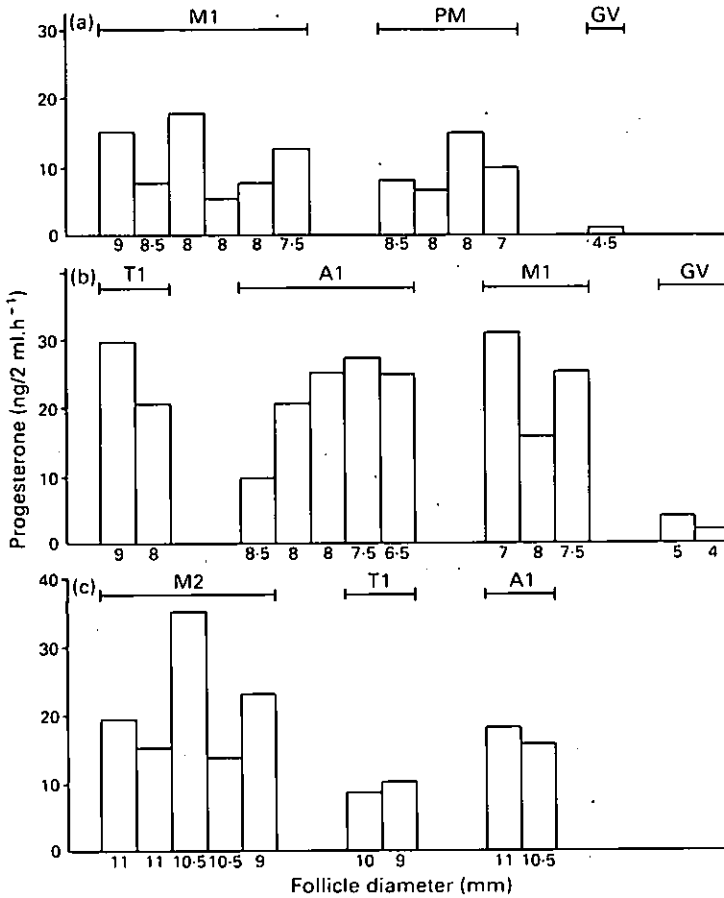 (a) M1 PM GV
30
20
10
0
9 8·5 8 8 8 7·5 8·5 8 8 7 4·5
(b) T1 A1 M1 GV
30
20
10
0
9 8 8·5 8 8 7·5 6·5 7 8 7·5 5 4
Progesterone (ng/2 ml.h⁻¹)
(c) M2 T1 A1
40
30
20
10
0
11 11 10·5 10·5 9 10 9 11 10·5
Follicle diameter (mm)